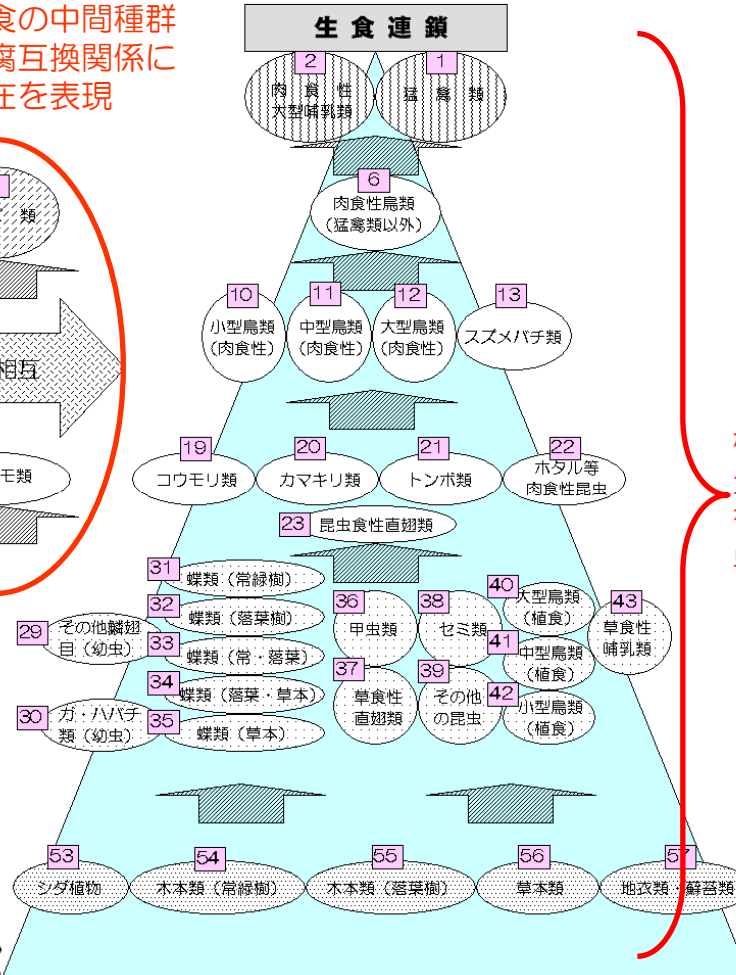 食の中間種群
腐互換関係に
在を表現
生食連鎖
2
肉食性
大型哺乳類
1
猛禽類
6
肉食性鳥類
(猛禽類以外)
類
10
小型鳥類
(肉食性)
11
中型鳥類
(肉食性)
12
大型鳥類
(肉食性)
13
スズメバチ類
相互
モ類
19
コウモリ類
20
カマキリ類
21
トンボ類
22
ホタル等
肉食性昆虫
23
昆虫食性直翅類
29
その他鱗翅
目(幼虫)
30
ガ・ハバチ
類(幼虫)
31
蝶類(常緑樹)
32
蝶類(落葉樹)
33
蝶類(常・落葉)
34
蝶類(落葉・草本)
35
蝶類(草本)
36
甲虫類
37
草食性
直翅類
38
セミ類
39
その他
の昆虫
40
大型鳥類
(植食)
41
中型鳥類
(植食)
42
小型鳥類
(植食)
43
草食性
哺乳類
53
シダ植物
54
木本類(常緑樹)
55
木本類(落葉樹)
56
草本類
57
地衣類・蘚苔類